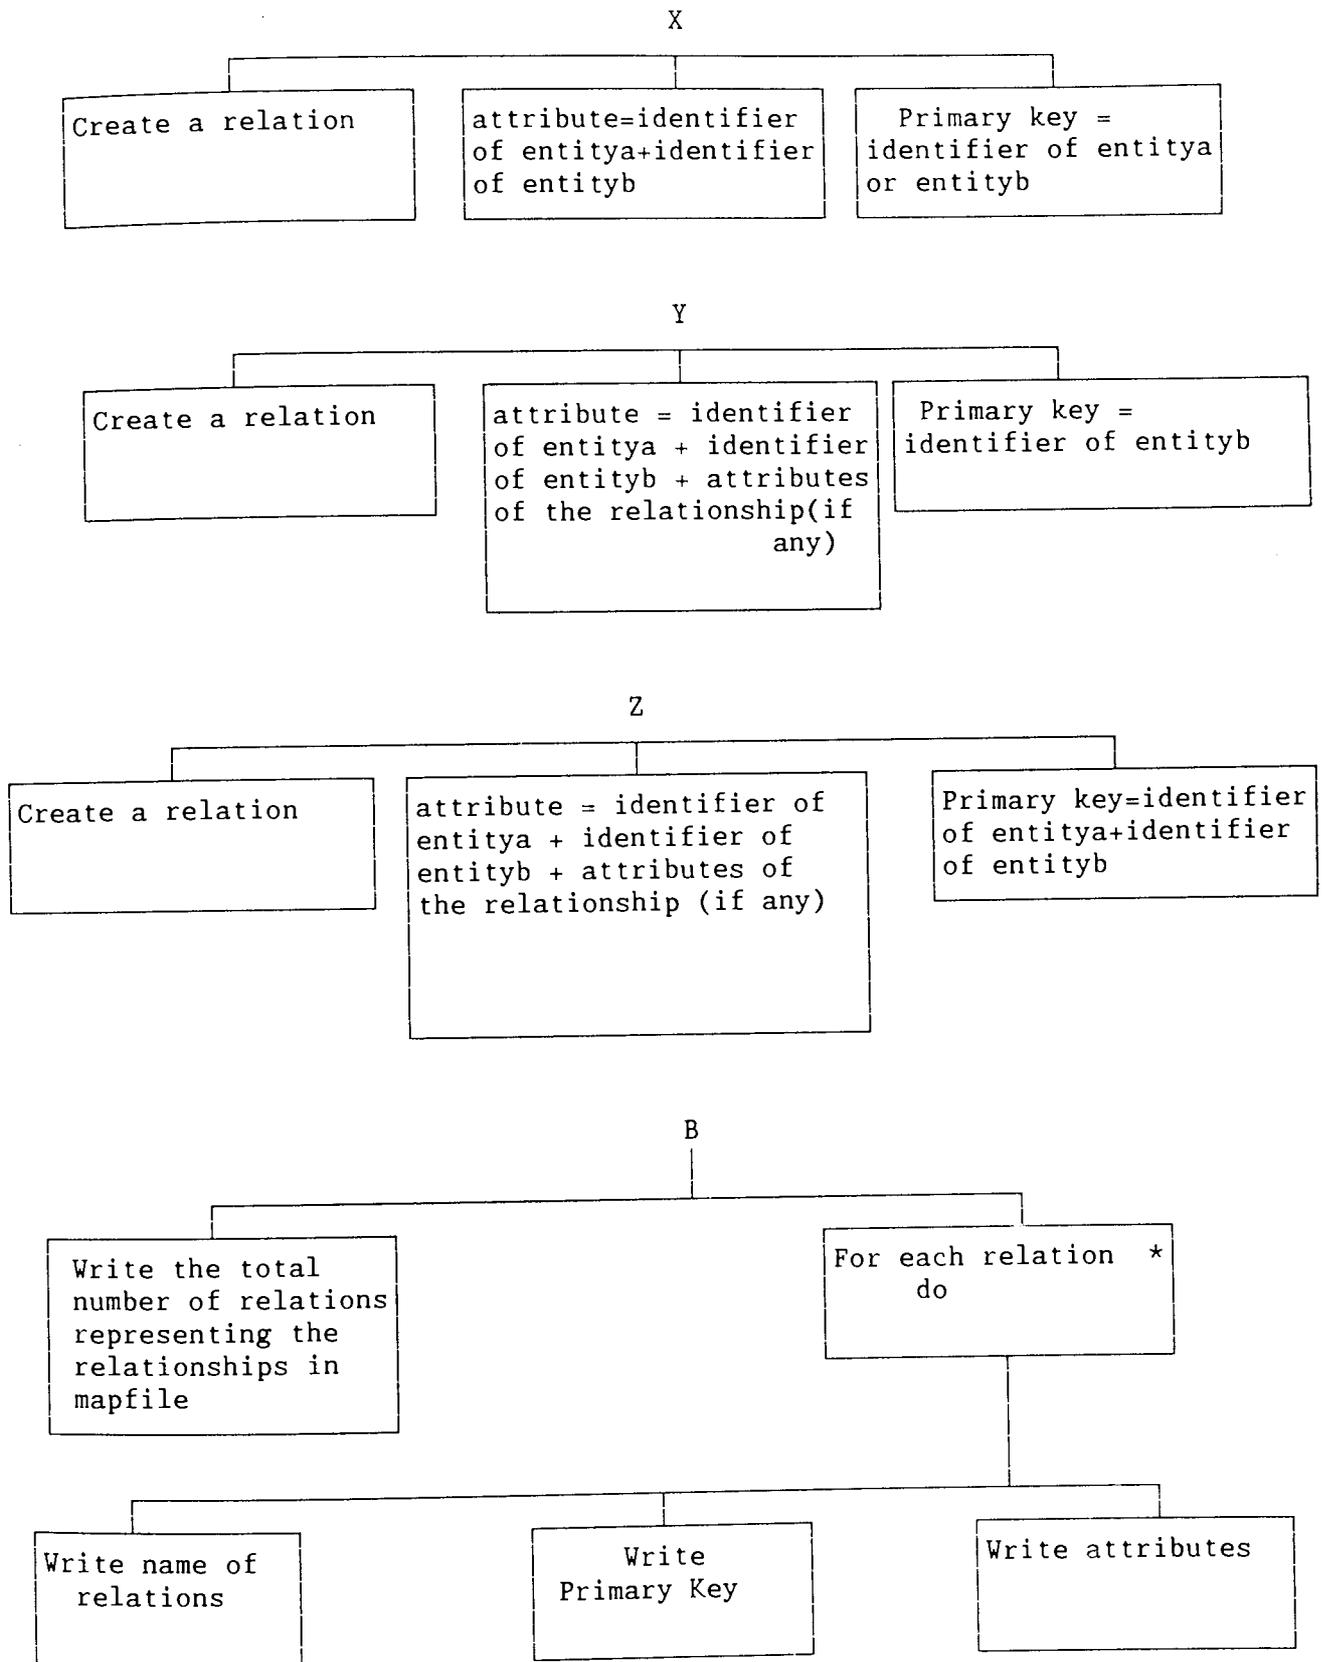 X
Create a relation
attribute=identifier
of entitya+identifier
of entityb
Primary key =
identifier of entitya
or entityb
Y
Create a relation
attribute = identifier
of entitya + identifier
of entityb + attributes
of the relationship(if
any)
Primary key =
identifier of entityb
Z
Create a relation
attribute = identifier of
entitya + identifier of
entityb + attributes of
the relationship (if any)
Primary key=identifier
of entitya+identifier
of entityb
B
Write the total
number of relations
representing the
relationships in
mapfile
For each relation *
do
Write name of
relations
Write
Primary Key
Write attributes